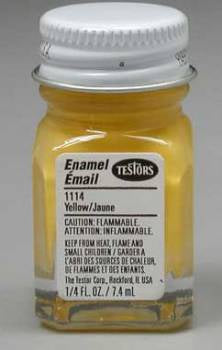 Enamel
Émail
TESTORS
1114
Yellow/Jaune
CAUTION: FLAMMABLE.
ATTENTION: INFLAMMABLE.
KEEP FROM HEAT, FLAME AND
SMALL CHILDREN / GARDER A
L'ABRI DES SOURCES DE CHALEUR,
DE FLAMMES ET DES ENFANTS.
The Testor Corp., Rockford, IL USA
1/4 FL. OZ. / 7.4 mL